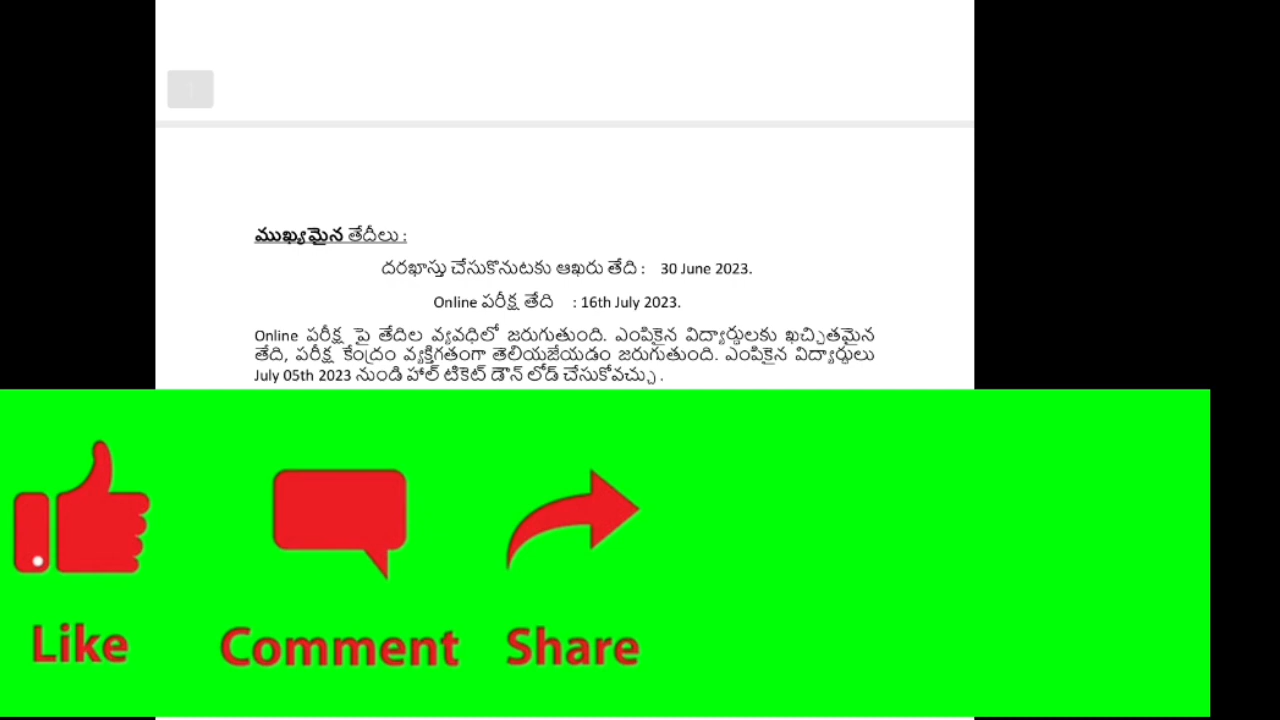 ముఖ్యమైన తేదీలు :
దరఖాస్తు చేసుకొనుటకు ఆఖరు తేది : 30 June 2023.
Online పరీక్ష తేది : 16th July 2023.
Online పరీక్ష పై తేదిల వ్యవధిలో జరుగుతుంది. ఎంపికైన విద్యార్థులకు ఖచ్చితమైన
తేది, పరీక్ష కేంద్రం వ్యక్తిగతంగా తెలియజేయడం జరుగుతుంది. ఎంపికైన విద్యార్థులు
July 05th 2023 నుండి హాల్ టికెట్ డౌన్ లోడ్ చేసుకోవచ్చు .
Like Comment Share